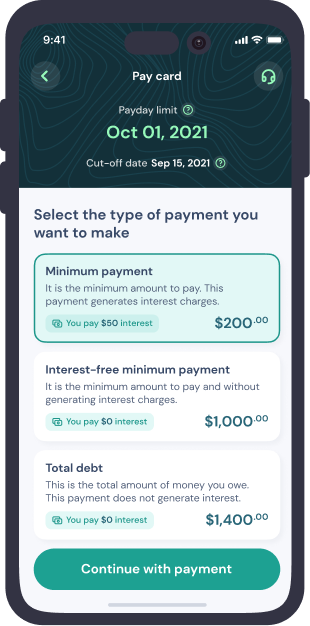 9:41
Pay card
Payday limit ?
Oct 01, 2021
Cut-off date Sep 15, 2021 ?
Select the type of payment you
want to make
Minimum payment
It is the minimum amount to pay. This
payment generates interest charges.
You pay $50 interest $200.00
Interest-free minimum payment
It is the minimum amount to pay and without
generating interest charges.
You pay $0 interest $1,000.00
Total debt
This is the total amount of money you owe.
This payment does not generate interest.
You pay $0 interest $1,400.00
Continue with payment